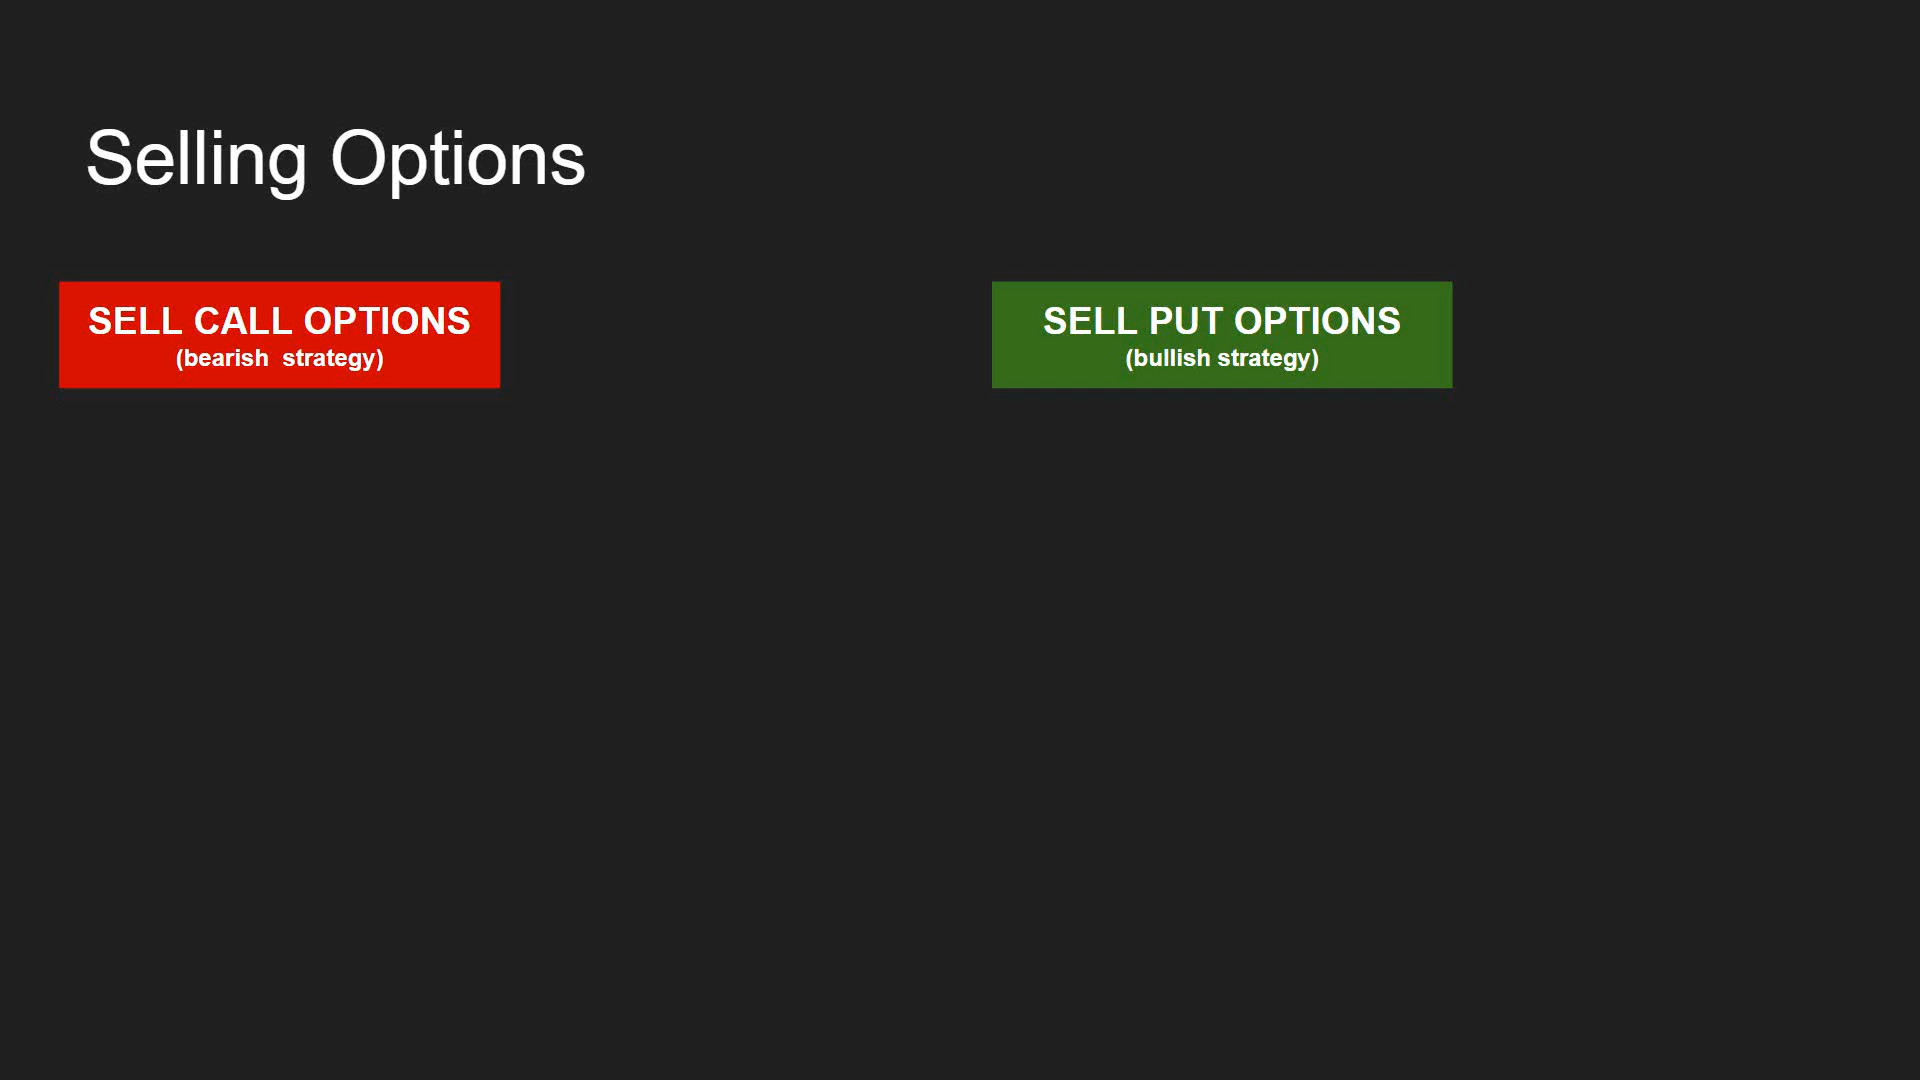 Selling Options
SELL CALL OPTIONS
(bearish  strategy)
SELL PUT OPTIONS
(bullish strategy)